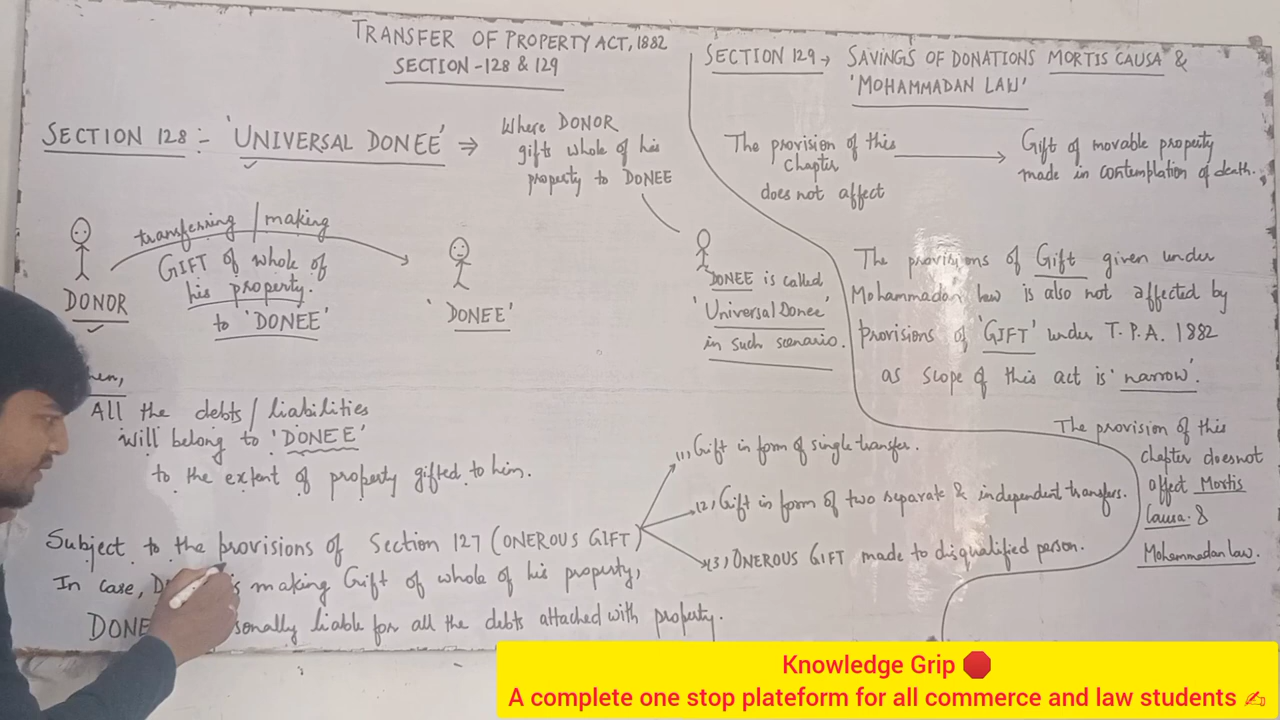 TRANSFER OF PROPERTY ACT, 1882
SECTION - 128 & 129
SECTION 128 :- 'UNIVERSAL DONEE' ⇒
Where DONOR
gifts whole of his
property to DONEE
transferring / making
GIFT of whole of
his property.
to 'DONEE'
DONOR
'DONEE'
DONEE is called
'Universal Donee'
in such scenario.
All the debts / liabilities
will belong to 'DONEE'
to the extent of property gifted to him.
Subject to the provisions of Section 127 (ONEROUS GIFT)
(1), Gift in form of single transfer.
(2), Gift in form of two separate & independent transfers.
(3), ONEROUS GIFT made to disqualified person.
In case, making Gift of whole of his property,
liable for all the debts attached with property.
SECTION 129 → SAVINGS OF DONATIONS MORTIS CAUSA &
'MOHAMMADAN LAW'
The provision of this
chapter
does not affect
Gift of movable property
made in contemplation of death.
The provisions of Gift given under
Mohammadan law is also not affected by
provisions of 'GIFT' under T.P.A. 1882
as scope of this act is 'narrow'.
The provision of this
chapter does not
affect Mortis
Causa &
Mohammadan law.
Knowledge Grip 🛑
A complete one stop plateform for all commerce and law students ✍